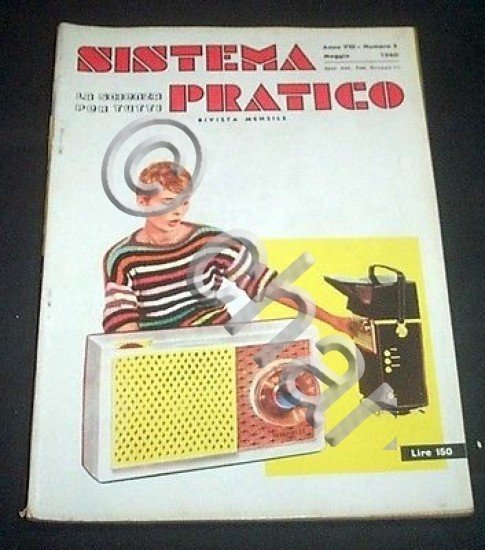 SISTEMA
PRATICO
LA SCIENZA
PER TUTTI
RIVISTA MENSILE
Anno VIII - Numero 5
Maggio 1960
Lire 150